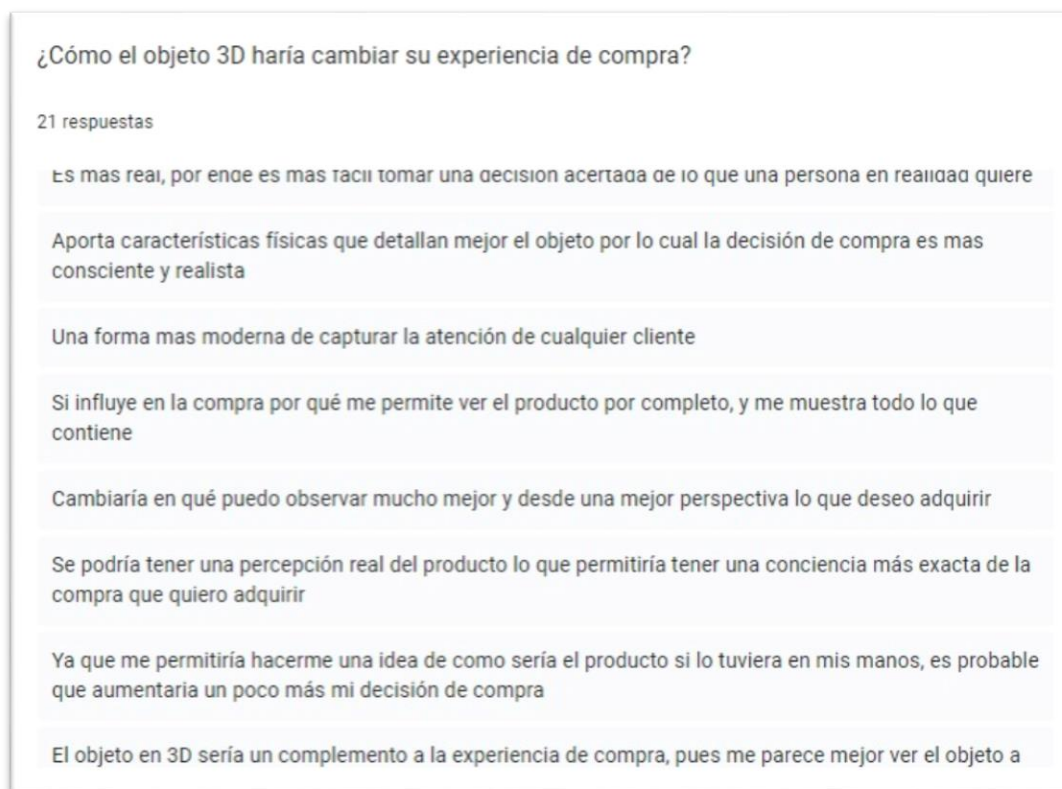 ¿Cómo el objeto 3D haría cambiar su experiencia de compra?
21 respuestas
Es mas real, por ende es mas fácil tomar una decisión acertada de lo que una persona en realidad quiere
Aporta características físicas que detallan mejor el objeto por lo cual la decisión de compra es mas
consciente y realista
Una forma mas moderna de capturar la atención de cualquier cliente
Si influye en la compra por qué me permite ver el producto por completo, y me muestra todo lo que
contiene
Cambiaría en qué puedo observar mucho mejor y desde una mejor perspectiva lo que deseo adquirir
Se podría tener una percepción real del producto lo que permitiría tener una conciencia más exacta de la
compra que quiero adquirir
Ya que me permitiría hacerme una idea de como sería el producto si lo tuviera en mis manos, es probable
que aumentaria un poco más mi decisión de compra
El objeto en 3D sería un complemento a la experiencia de compra, pues me parece mejor ver el objeto a